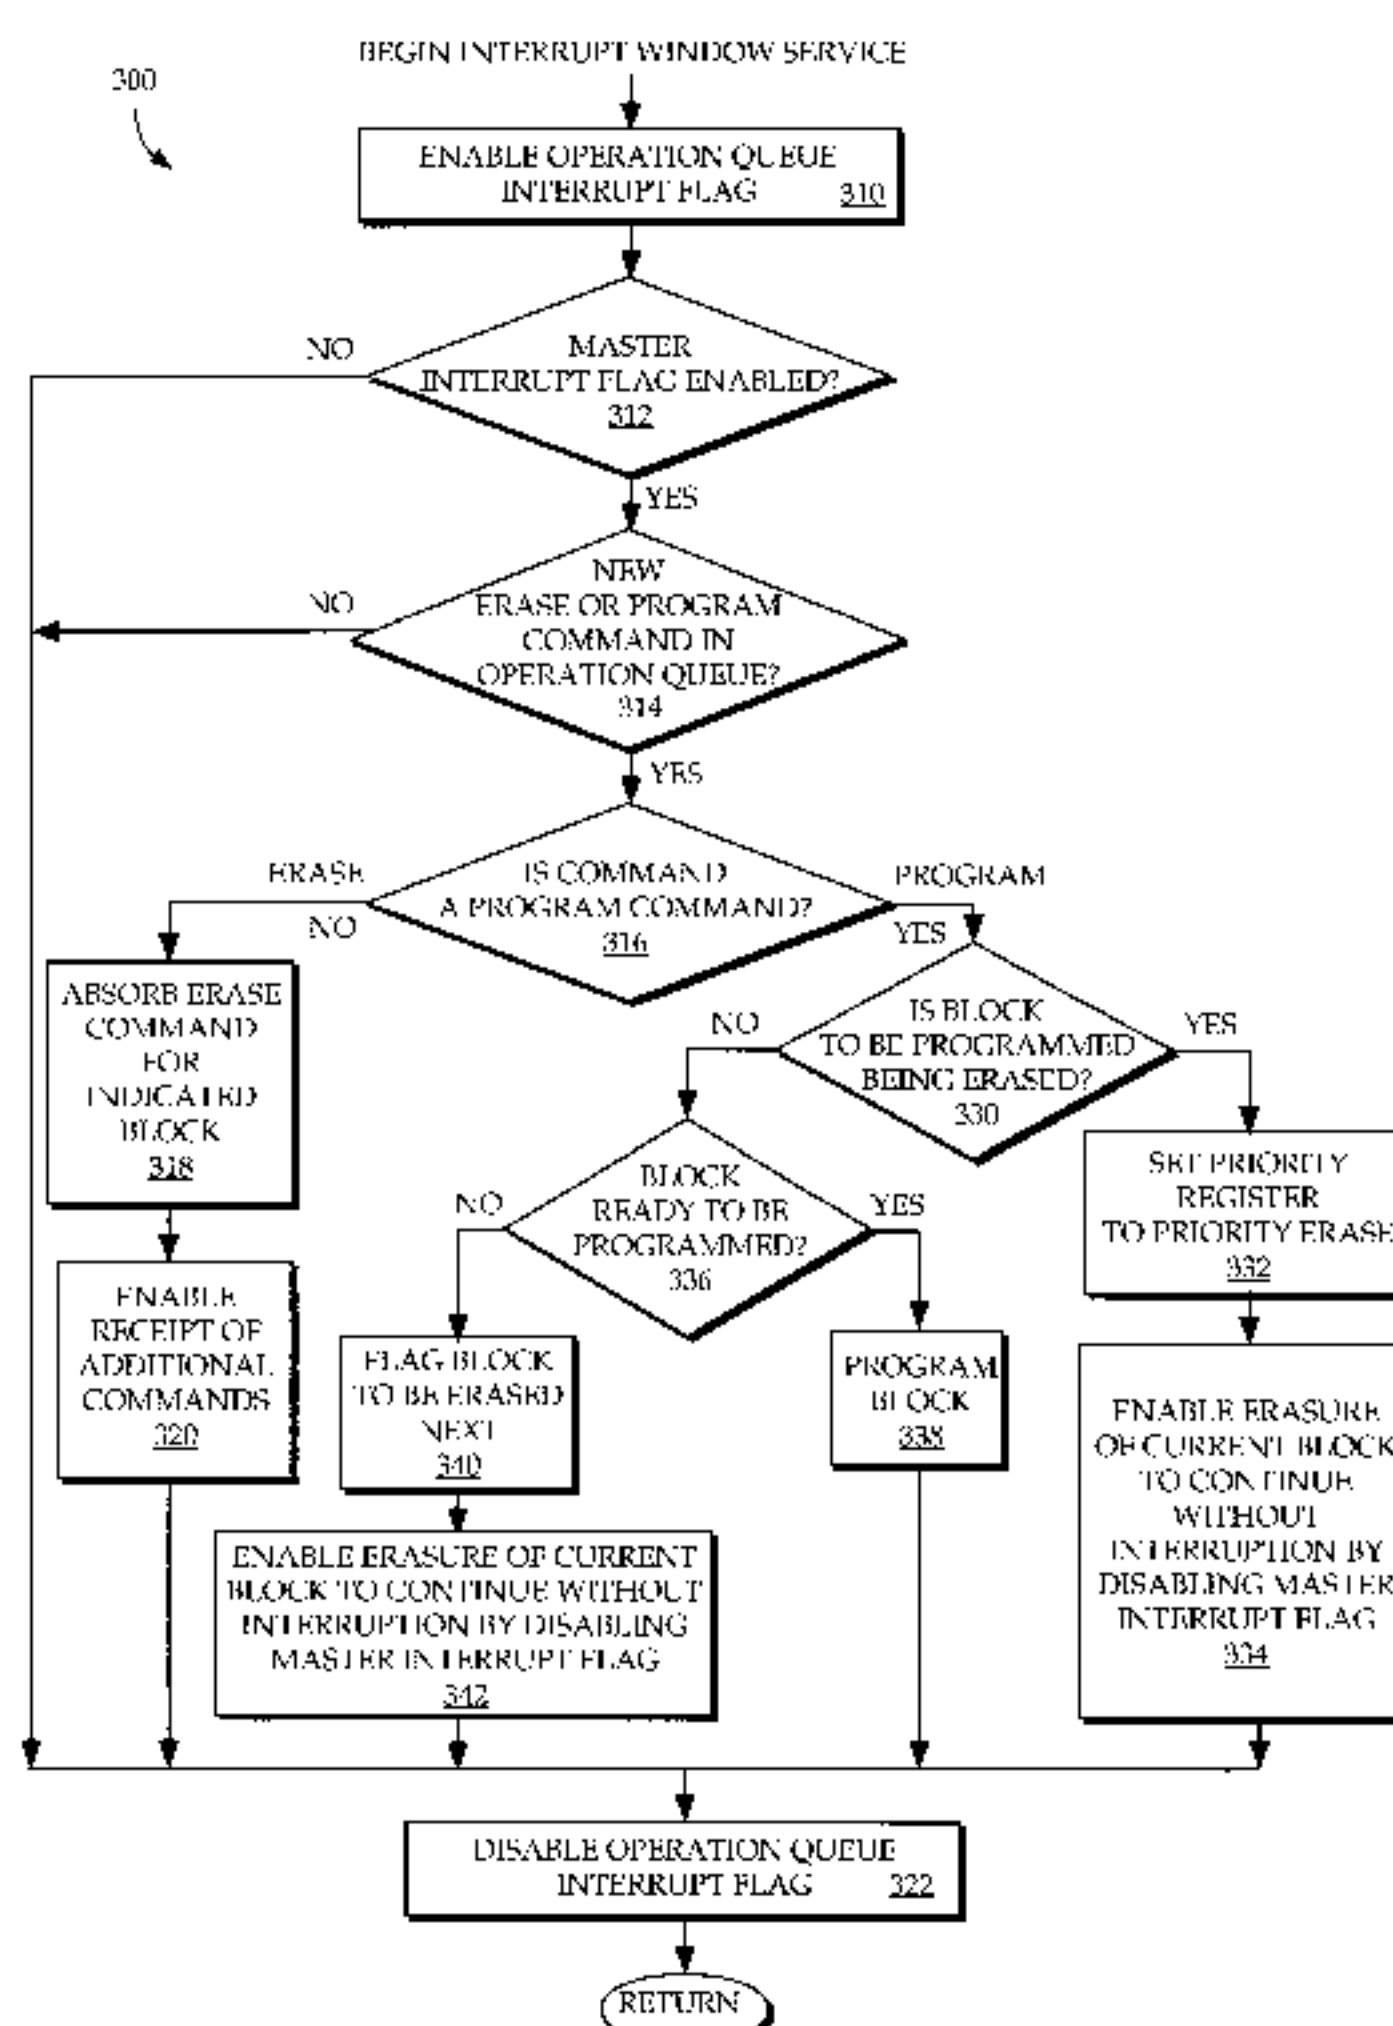 BEGIN INTERRUPT WINDOW SERVICE
300
ENABLE OPERATION QUEUE
INTERRUPT FLAG 310
NO
MASTER
INTERRUPT FLAG ENABLED?
312
YES
NEW
ERASE OR PROGRAM
COMMAND IN
OPERATION QUEUE?
314
NO
YES
IS COMMAND
A PROGRAM COMMAND?
316
ERASE
NO
PROGRAM
YES
ABSORB ERASE
COMMAND
FOR
INDICATED
BLOCK
318
ENABLE
RECEIPT OF
ADDITIONAL
COMMANDS
320
IS BLOCK
TO BE PROGRAMMED
BEING ERASED?
330
NO
YES
BLOCK
READY TO BE
PROGRAMMED?
336
NO
YES
SET PRIORITY
REGISTER
TO PRIORITY ERASE
332
FLAG BLOCK
TO BE ERASED
NEXT
340
PROGRAM
BLOCK
338
ENABLE ERASURE
OF CURRENT BLOCK
TO CONTINUE
WITHOUT
INTERRUPTION BY
DISABLING MASTER
INTERRUPT FLAG
334
ENABLE ERASURE OF CURRENT
BLOCK TO CONTINUE WITHOUT
INTERRUPTION BY DISABLING
MASTER INTERRUPT FLAG
342
DISABLE OPERATION QUEUE
INTERRUPT FLAG 322
RETURN